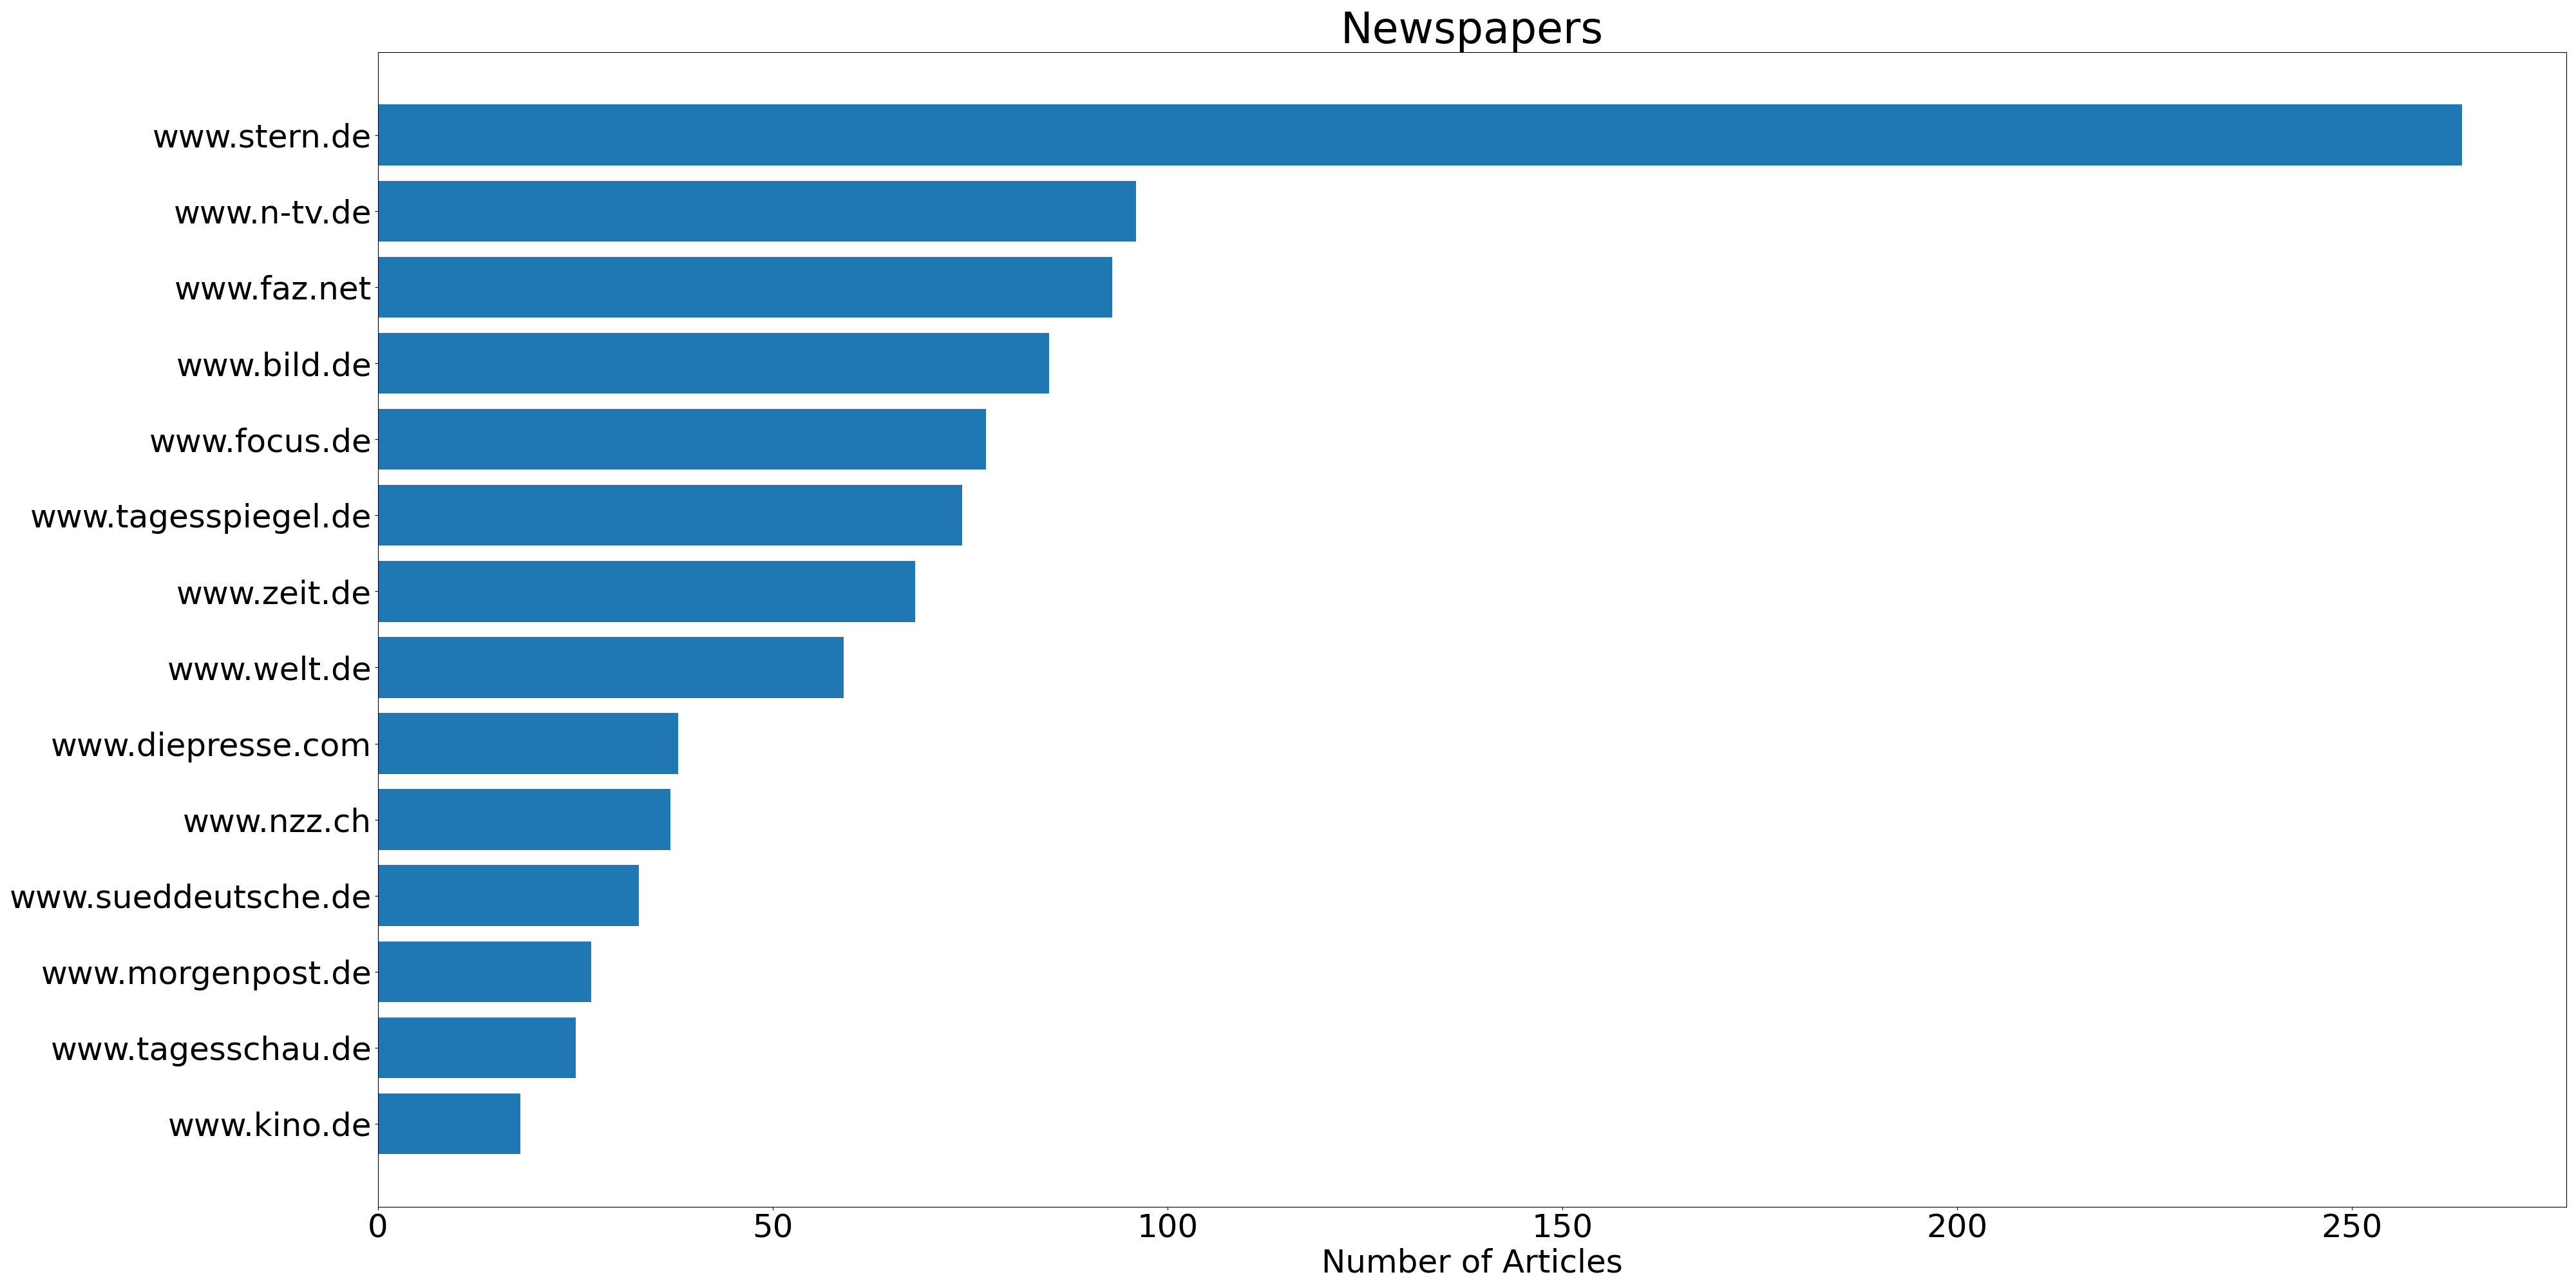 Newspapers
www.stern.de
www.n-tv.de
www.faz.net
www.bild.de
www.focus.de
www.tagesspiegel.de
www.zeit.de
www.welt.de
www.diepresse.com
www.nzz.ch
www.sueddeutsche.de
www.morgenpost.de
www.tagesschau.de
www.kino.de
0 50 100 150 200 250
Number of Articles